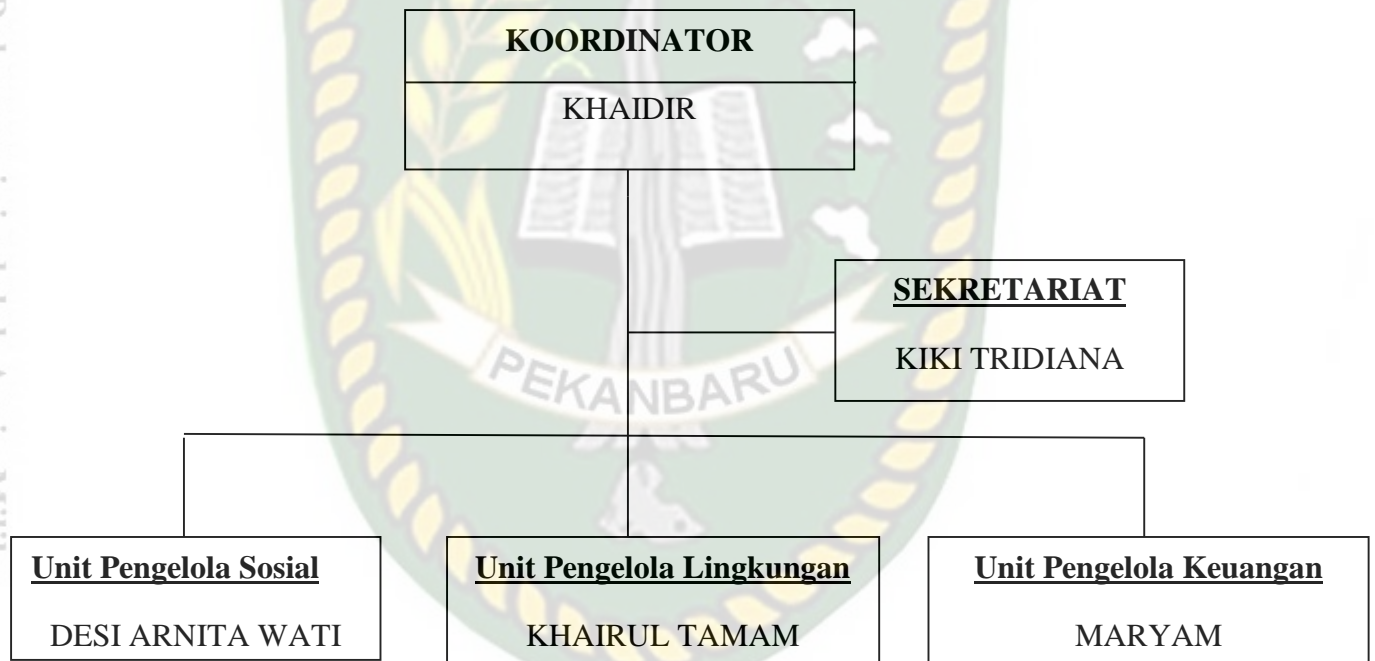 KOORDINATOR
KHAIDIR
SEKRETARIAT
KIKI TRIDIANA
PEKANBARU
Unit Pengelola Sosial
DESI ARNITA WATI
Unit Pengelola Lingkungan
KHAIRUL TAMAM
Unit Pengelola Keuangan
MARYAM